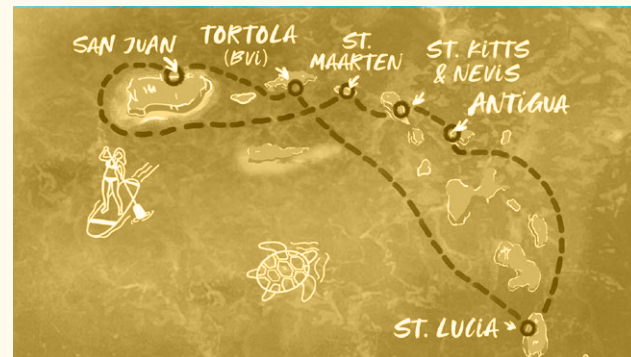 SAN JUAN
TORTOLA
(BVI)
ST.
MAARTEN
ST. KITTS
& NEVIS
ANTIGUA
ST. LUCIA